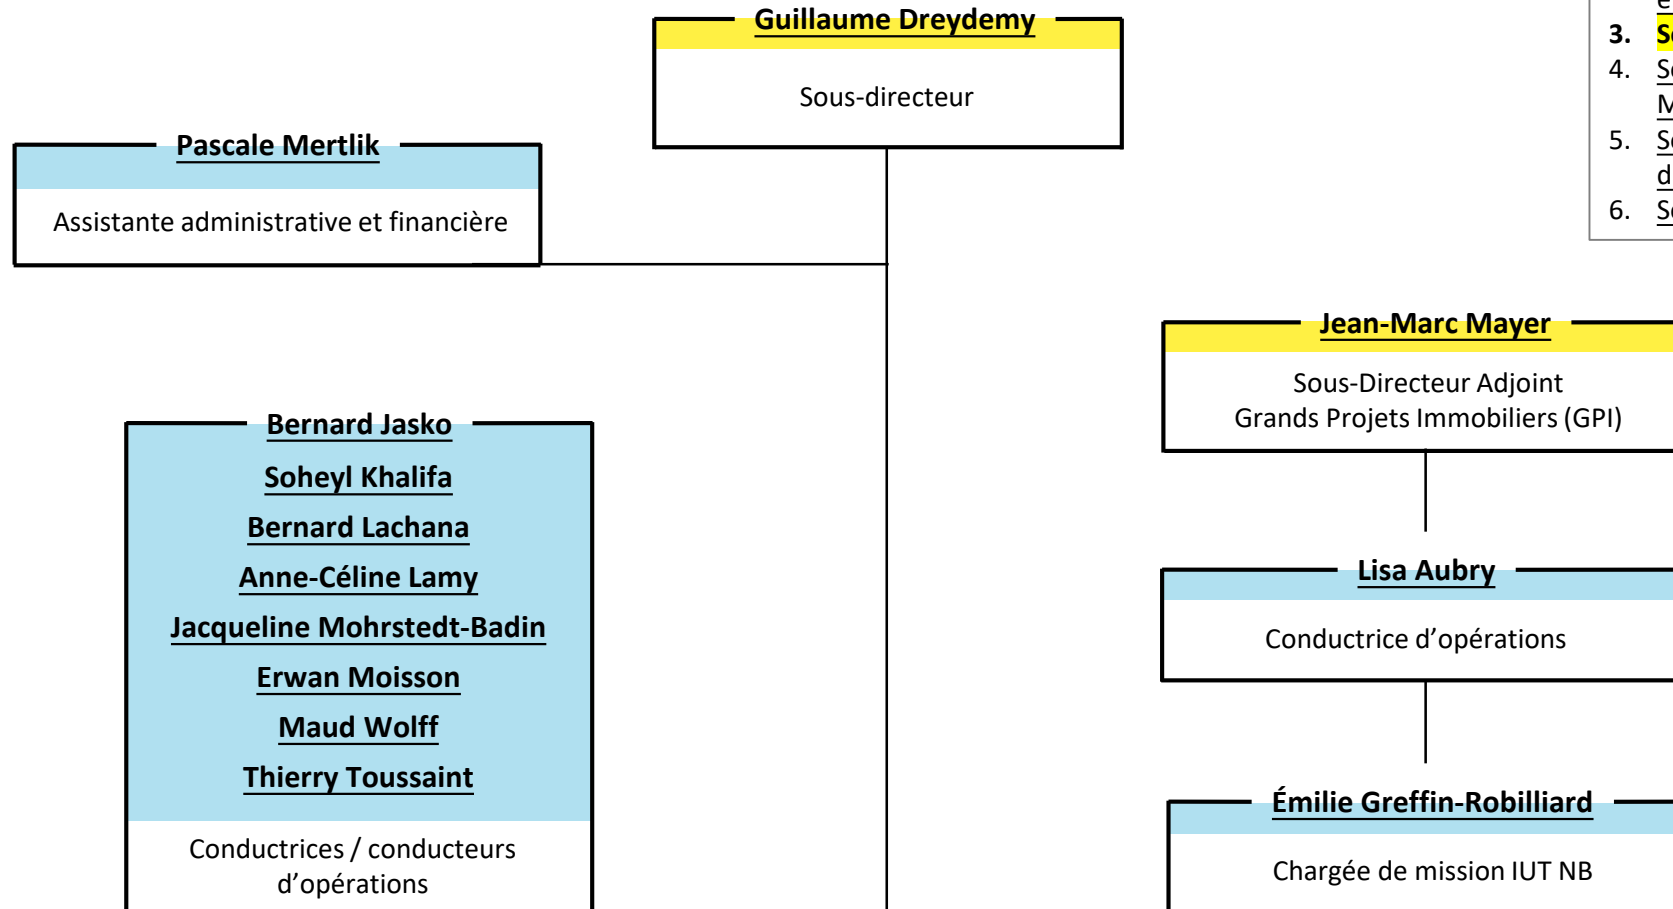 Guillaume Dreydemy
Sous-directeur
Pascale Mertlik
Assistante administrative et financière
3.
4.
5.
6.
Jean-Marc Mayer
Sous-Directeur Adjoint
Grands Projets Immobiliers (GPI)
Bernard Jasko
Soheyl Khalifa
Bernard Lachana
Anne-Céline Lamy
Jacqueline Mohrstedt-Badin
Erwan Moisson
Maud Wolff
Thierry Toussaint
Conductrices / conducteurs
d’opérations
Lisa Aubry
Conductrice d’opérations
Émilie Greffin-Robilliard
Chargée de mission IUT NB